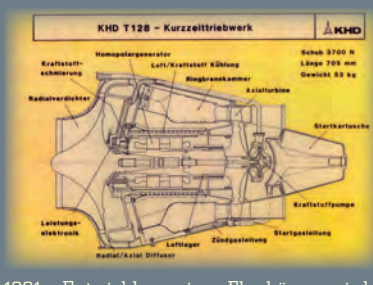 KHD T128 – Kurzzeittriebwerk
KHD
Schub 3700 N
Länge 705 mm
Gewicht 53 kg
Homopolargenerator
Kraftstoff-
schmierung
Luft/Kraftstoff Kühlung
Ringbrennkammer
Radialverdichter
Axialturbine
Startkartusche
Kraftstoffpumpe
Leistungs-
elektronik
Startgasleitung
Zündgasleitung
Luftlager
Radial/Axial Diffusor